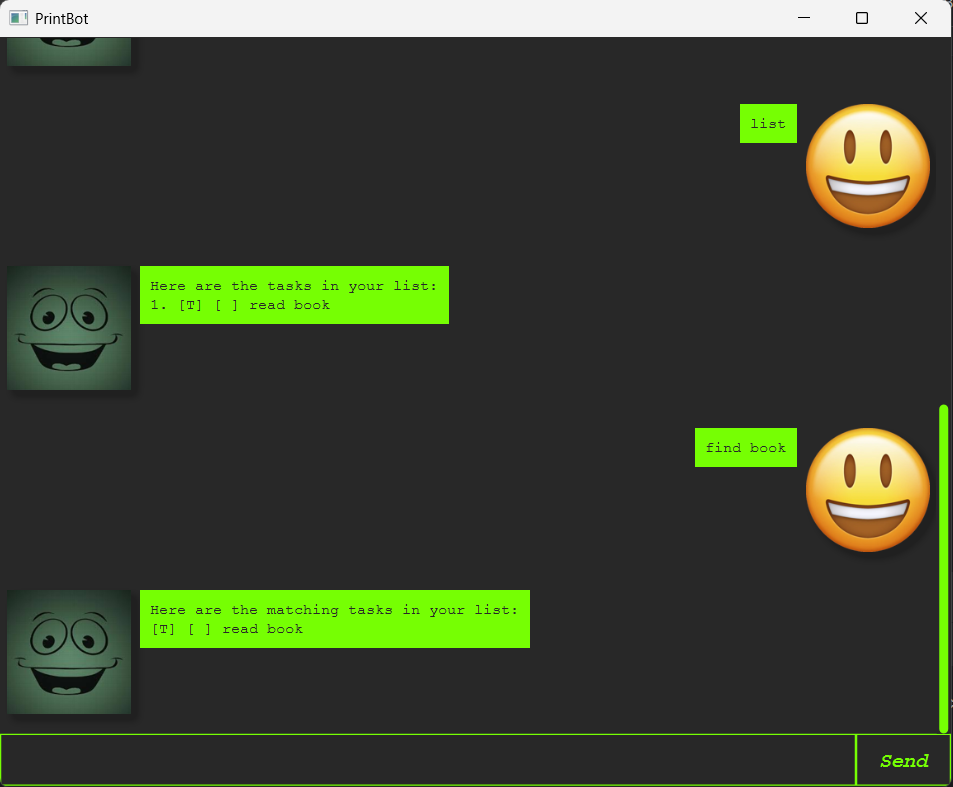 PrintBot
list
Here are the tasks in your list:
1. [T] [ ] read book
find book
Here are the matching tasks in your list:
[T] [ ] read book
Send